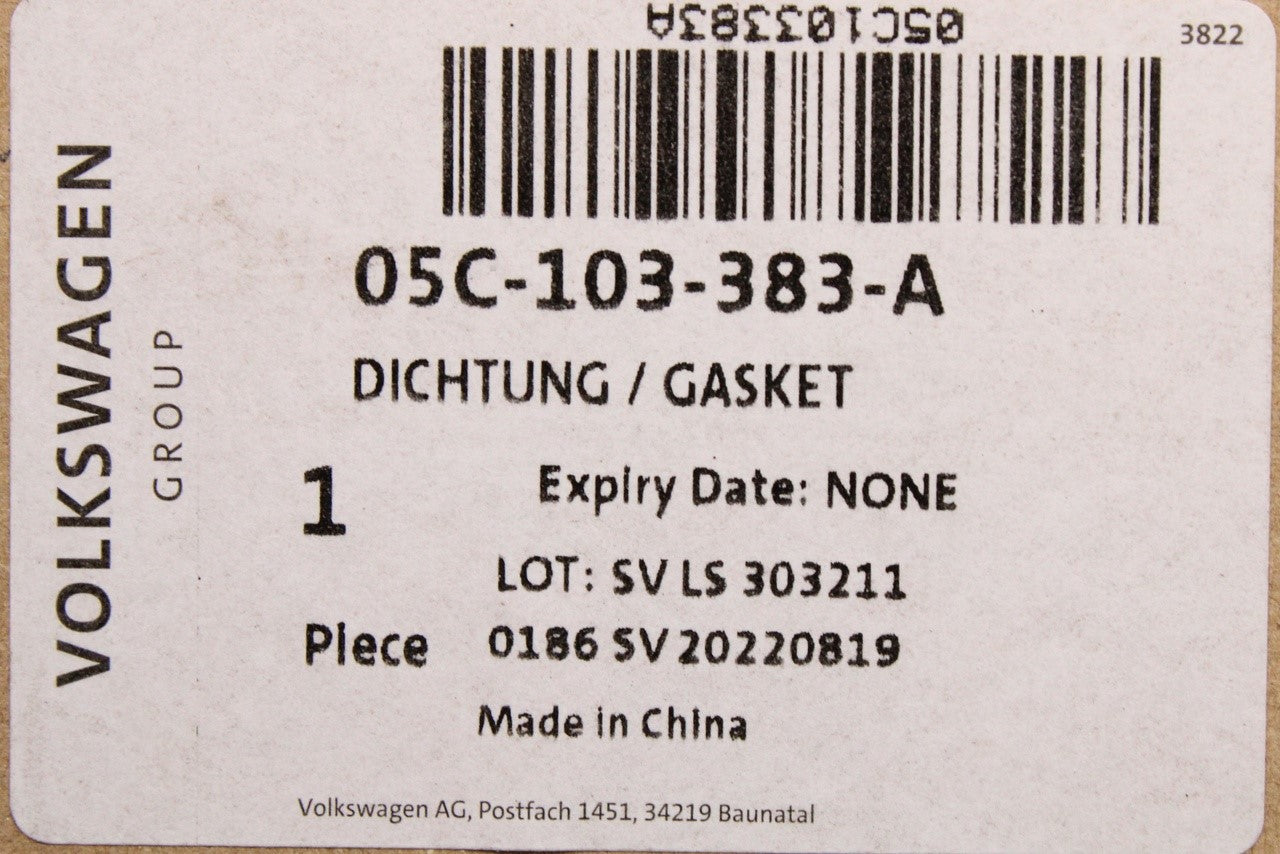 05C103383A
3822
VOLKSWAGEN
GROUP
05C-103-383-A
DICHTUNG / GASKET
1
Expiry Date: NONE
LOT: SV LS 303211
Piece
0186 SV 20220819
Made in China
Volkswagen AG, Postfach 1451, 34219 Baunatal